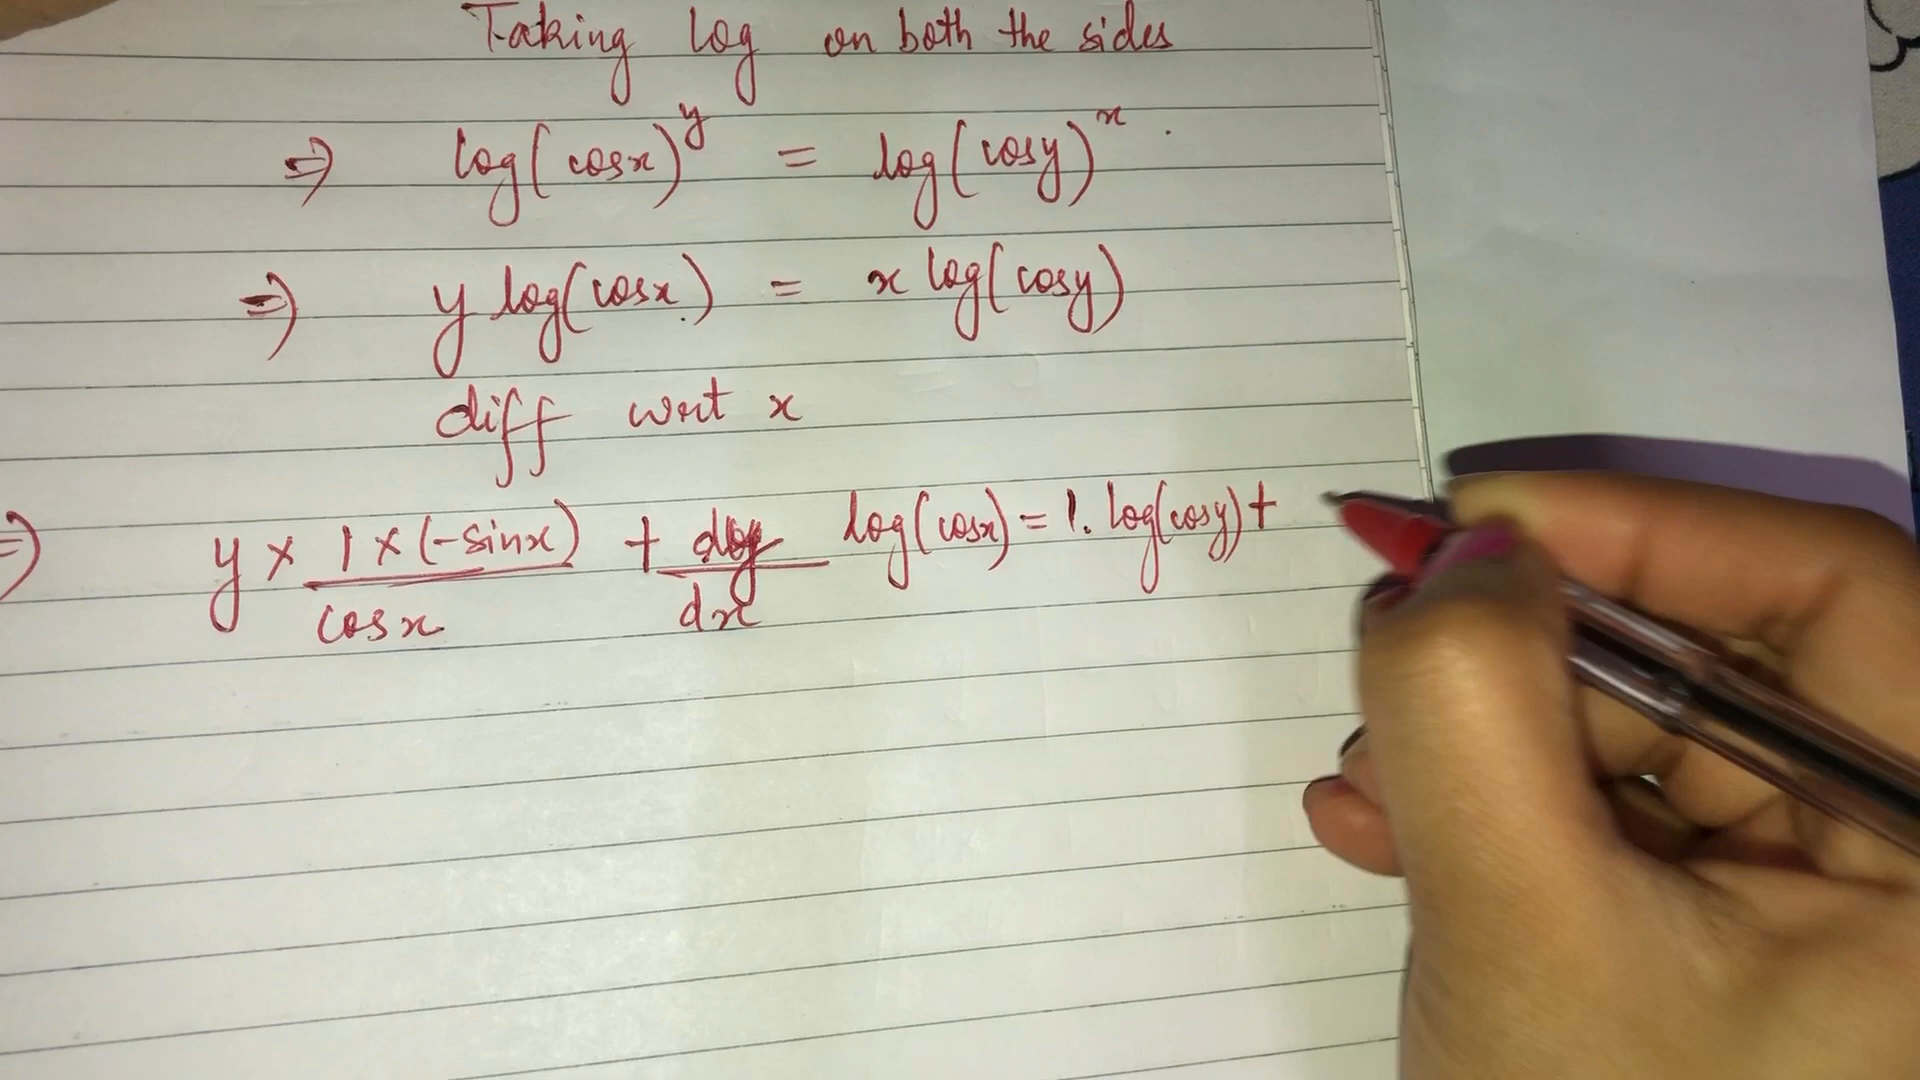 Taking log on both the sides
⇒ log(cosx)^y = log(cosy)^x .
⇒ y log(cosx) = x log(cosy)
diff wrt x
⇒ y × 1 × (-sinx)/cosx + dy/dx log(cosx) = 1. log(cosy) +